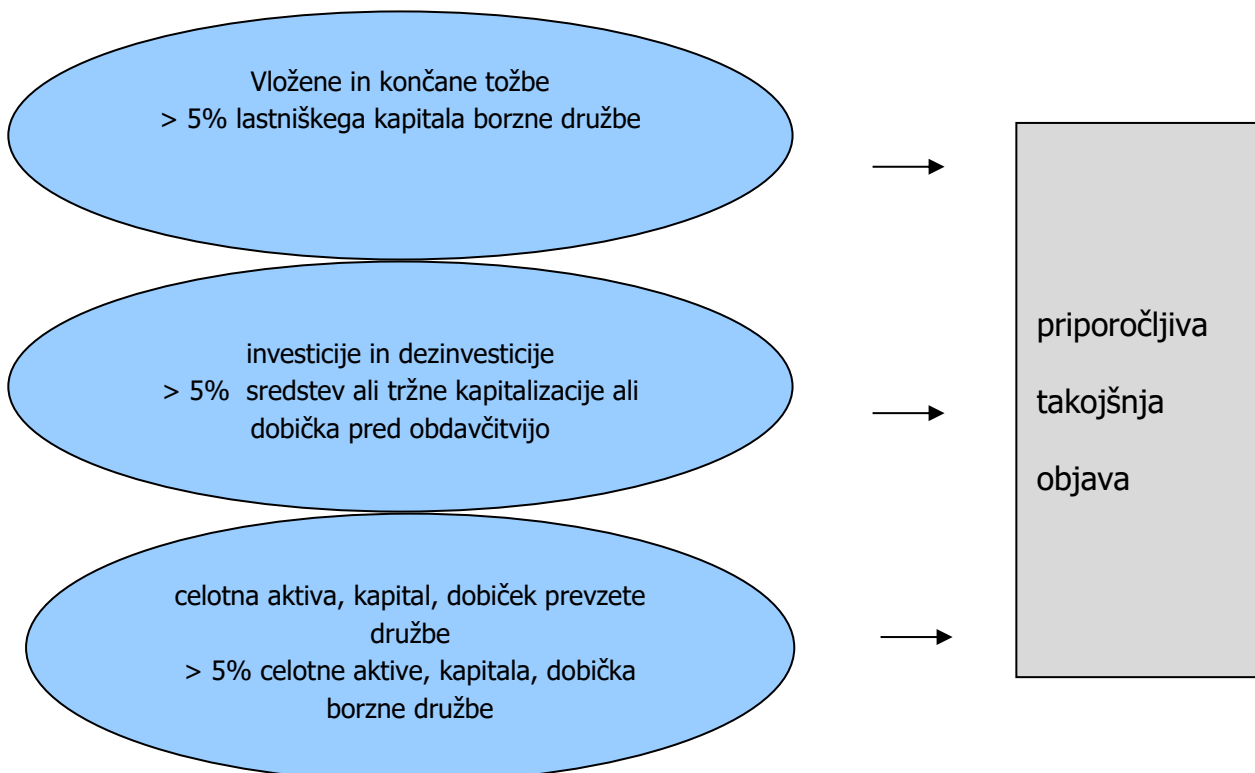 Vložene in končane tožbe
> 5% lastniškega kapitala borzne družbe
investicije in dezinvesticije
> 5% sredstev ali tržne kapitalizacije ali
dobička pred obdavčitvijo
celotna aktiva, kapital, dobiček prevzete
družbe
> 5% celotne aktive, kapitala, dobička
borzne družbe
priporočljiva
takojšnja
objava